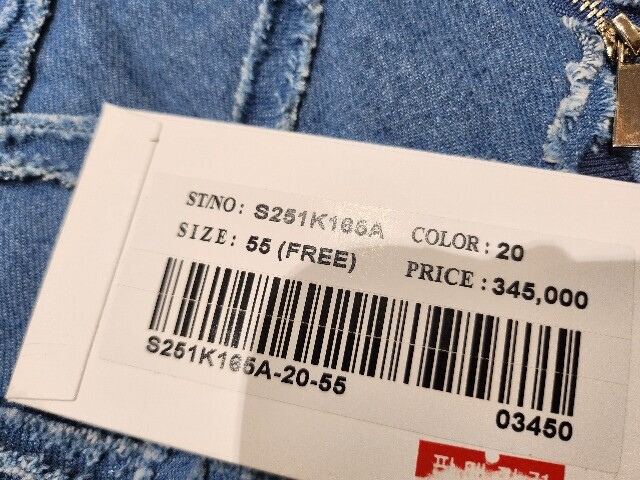 ST/NO: S251K165A COLOR: 20
SIZE: 55 (FREE) PRICE: 345,000
S251K165A-20-55 03450